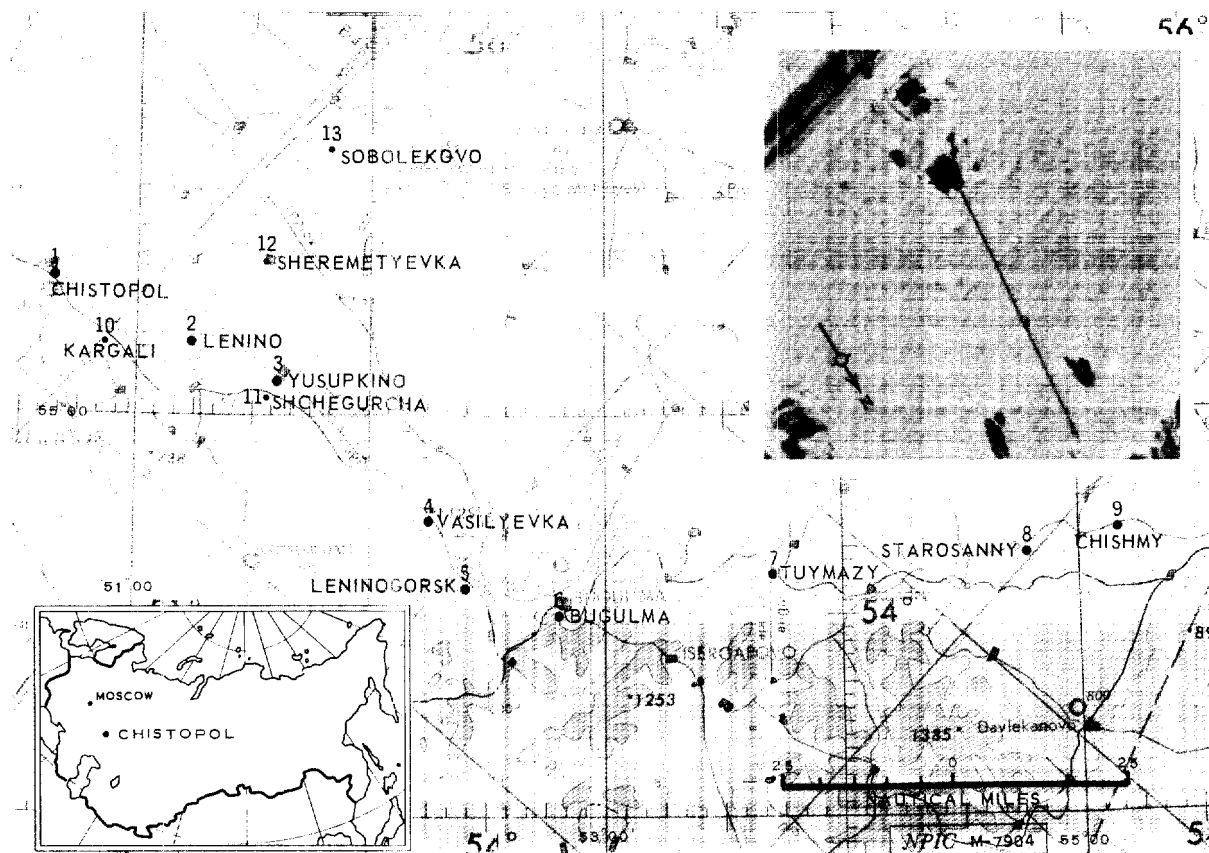 56°
13
SOBOLEKOVO
12
SHEREMETYEVKA
1
CHISTOPOL
10
KARGALI
2
LENINO
3
YUSUPKINO
11
SHCHEGURCHA
55°00
4
VASILYEVKA
9
CHISHMY
8
STAROSANNY
7
TUYMAZY
51°00
5
LENINOGORSK
6
BUGULMA
54°
1253
809
Davlekanovo
1385
25 0 25
NAUTICAL MILES
53°00
55°00
NPIC M-7904
MOSCOW
CHISTOPOL